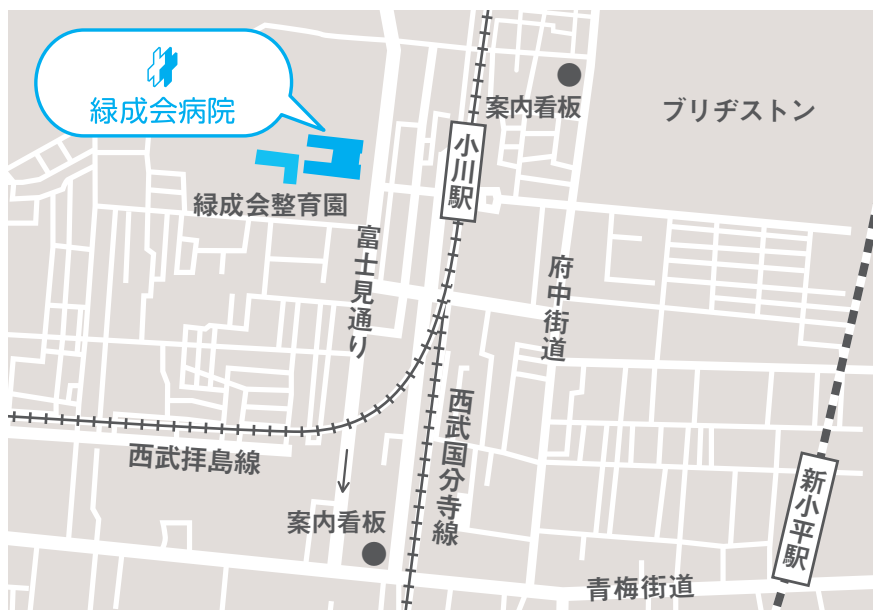 緑成会病院
案内看板
ブリヂストン
小川駅
緑成会整育園
富士見通り
府中街道
西武国分寺線
西武拝島線
新小平駅
案内看板
青梅街道